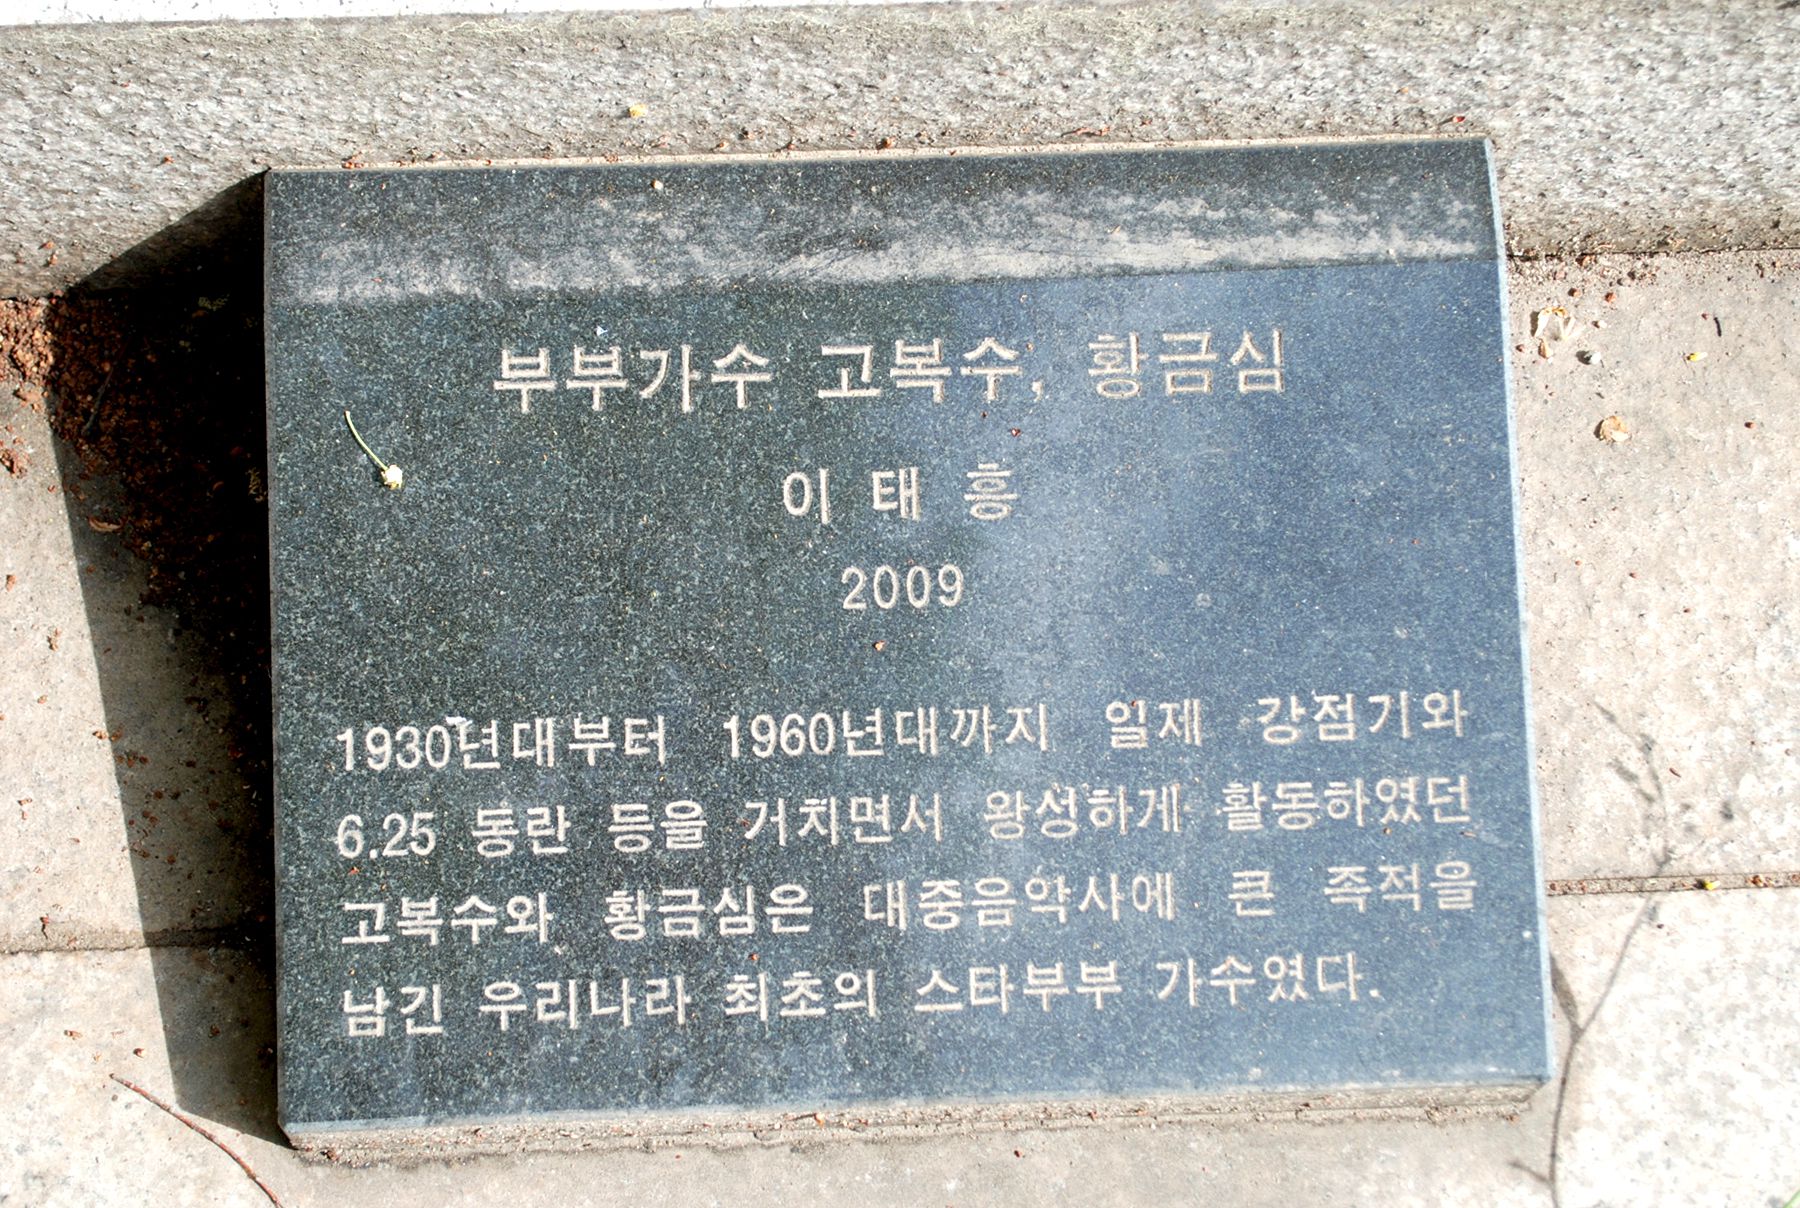 부부가수 고복수, 황금심
이 태 흥
2009
1930년대부터 1960년대까지 일제 강점기와
6.25 동란 등을 거치면서 왕성하게 활동하였던
고복수와 황금심은 대중음악사에 큰 족적을
남긴 우리나라 최초의 스타부부 가수였다.